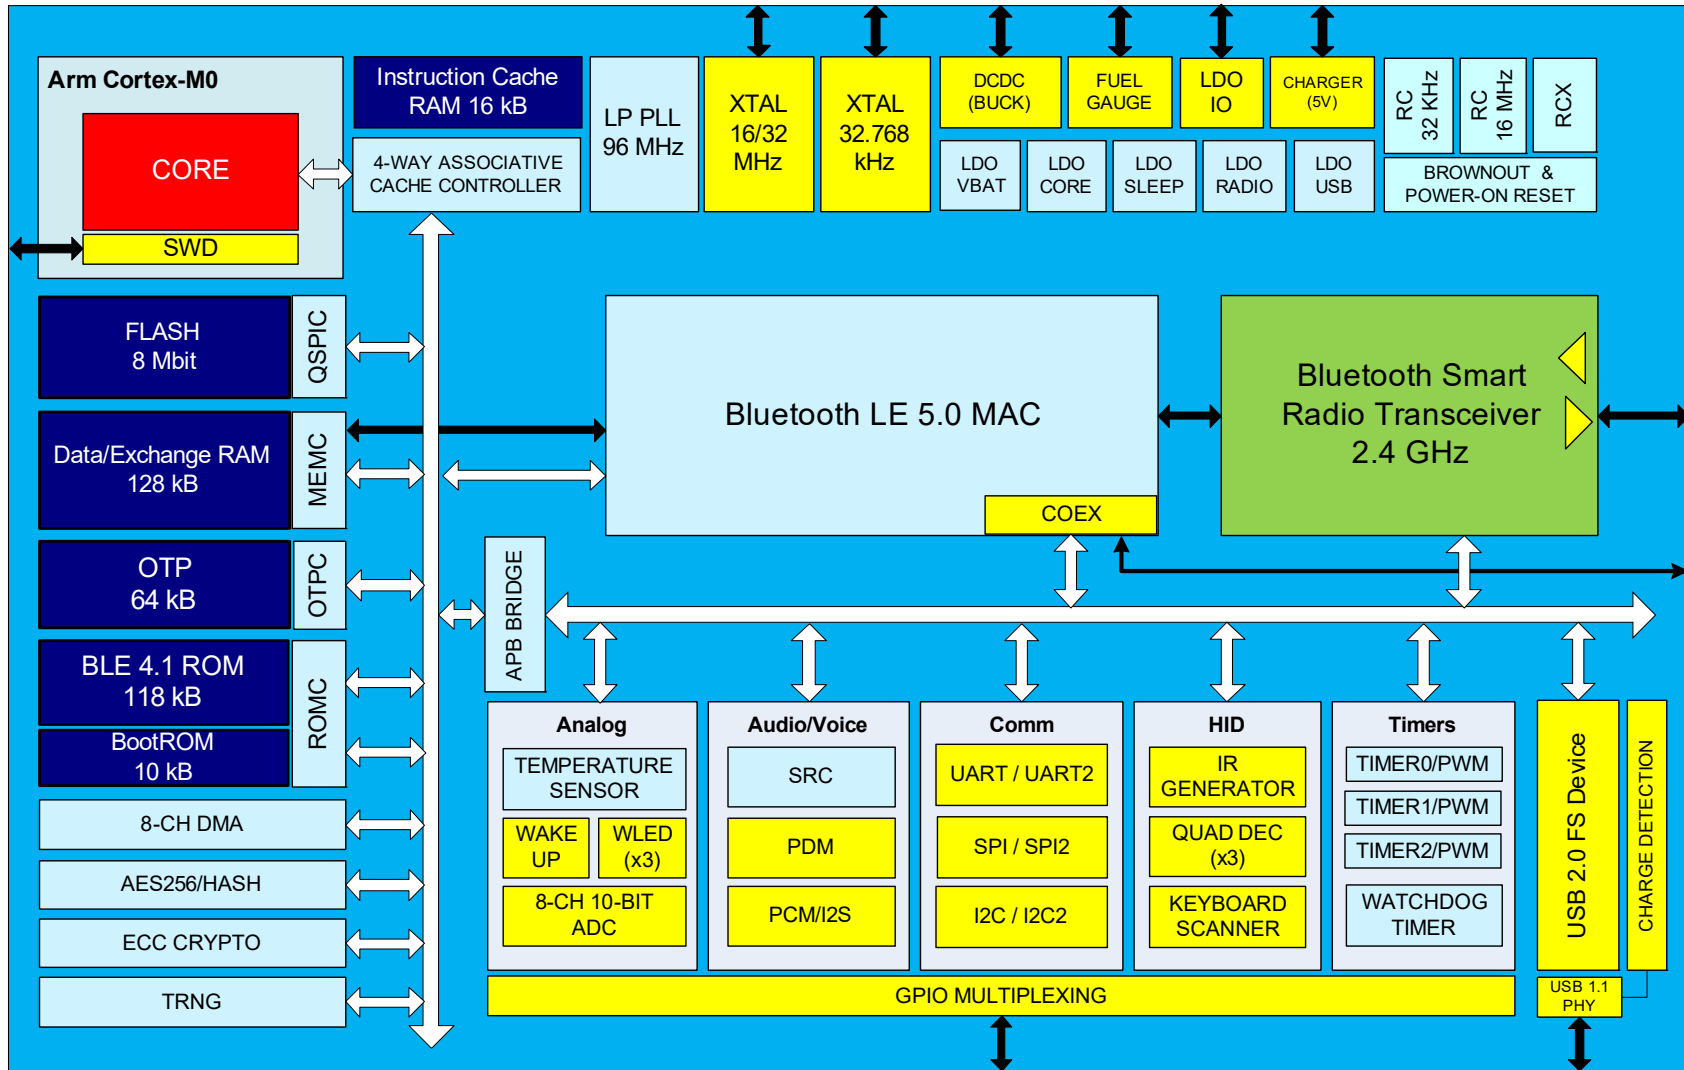 Arm Cortex-M0
CORE
SWD
Instruction Cache
RAM 16 kB
4-WAY ASSOCIATIVE
CACHE CONTROLLER
LP PLL
96 MHz
XTAL
16/32
MHz
XTAL
32.768
kHz
DCDC
(BUCK)
FUEL
GAUGE
LDO
IO
CHARGER
(5V)
LDO
VBAT
LDO
CORE
LDO
SLEEP
LDO
RADIO
LDO
USB
RC
32 KHz
RC
16 MHz
RCX
BROWNOUT &
POWER-ON RESET
FLASH
8 Mbit
QSPIC
Data/Exchange RAM
128 kB
MEMC
OTP
64 kB
OTPC
BLE 4.1 ROM
118 kB
BootROM
10 kB
ROMC
8-CH DMA
AES256/HASH
ECC CRYPTO
TRNG
Bluetooth LE 5.0 MAC
COEX
Bluetooth Smart
Radio Transceiver
2.4 GHz
APB BRIDGE
Analog
TEMPERATURE
SENSOR
WAKE
UP
WLED
(x3)
8-CH 10-BIT
ADC
Audio/Voice
SRC
PDM
PCM/I2S
Comm
UART / UART2
SPI / SPI2
I2C / I2C2
HID
IR
GENERATOR
QUAD DEC
(x3)
KEYBOARD
SCANNER
Timers
TIMER0/PWM
TIMER1/PWM
TIMER2/PWM
WATCHDOG
TIMER
USB 2.0 FS Device
CHARGE DETECTION
GPIO MULTIPLEXING
USB 1.1
PHY